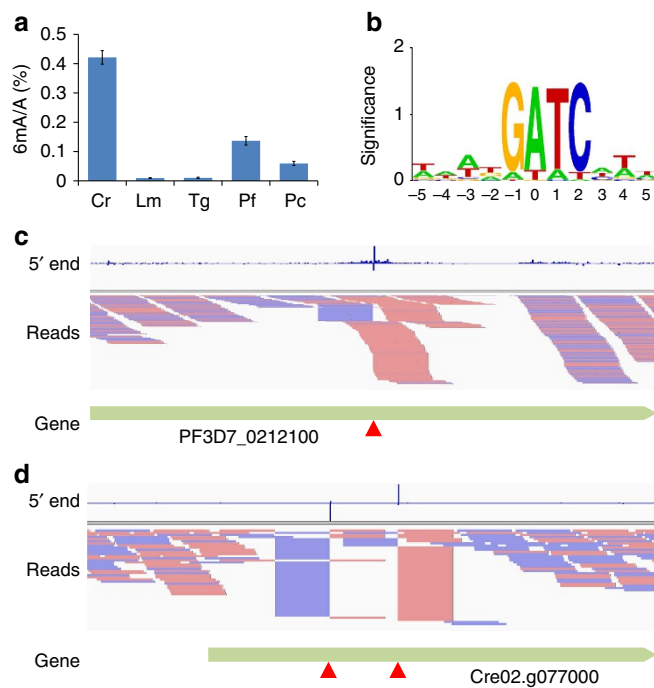 a
0.5
0.4
0.3
0.2
0.1
0
6mA/A (%)
Cr Lm Tg Pf Pc
b
2
1
0
Significance
GATC
−5 −4 −3 −2 −1 0 1 2 3 4 5
c
5′ end
Reads
Gene
PF3D7_0212100
d
5′ end
Reads
Gene
Cre02.g077000